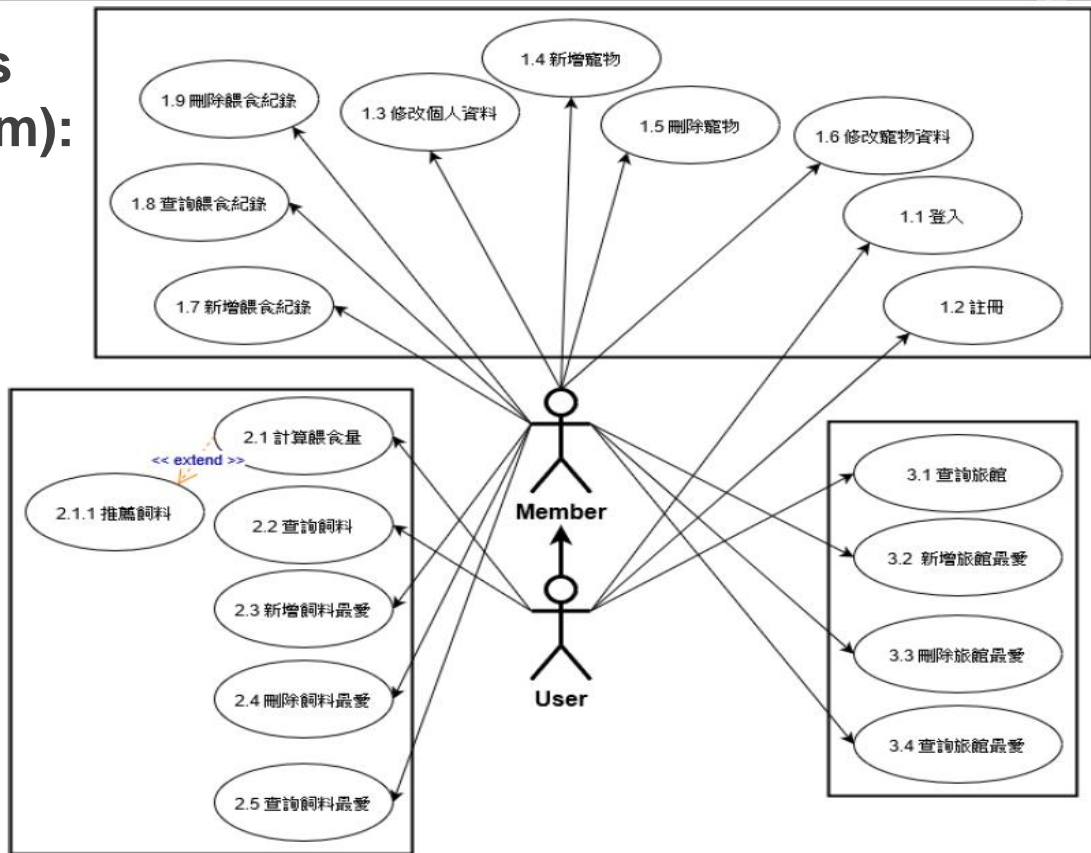 s
m):
1.4 新增寵物
1.9 刪除餵食紀錄
1.3 修改個人資料
1.5 刪除寵物
1.6 修改寵物資料
1.8 查詢餵食紀錄
1.1 登入
1.7 新增餵食紀錄
1.2 註冊
2.1 計算餵食量
<< extend >>
2.1.1 推薦飼料
2.2 查詢飼料
2.3 新增飼料最愛
2.4 刪除飼料最愛
2.5 查詢飼料最愛
Member
User
3.1 查詢旅館
3.2 新增旅館最愛
3.3 刪除旅館最愛
3.4 查詢旅館最愛